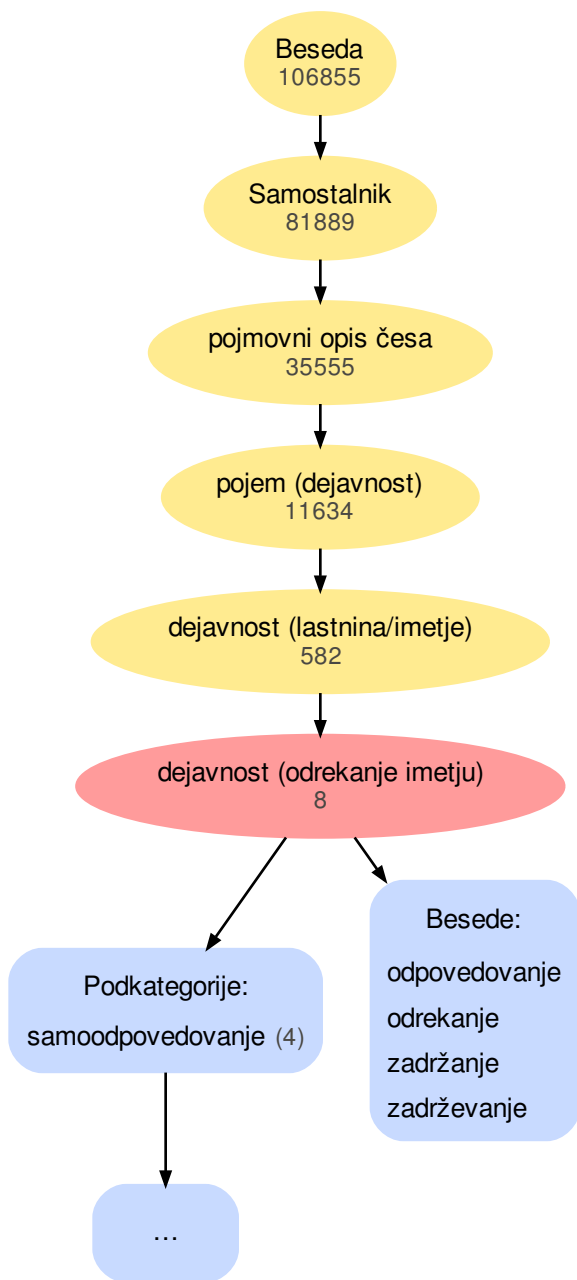 Beseda
106855
Samostalnik
81889
pojmovni opis česa
35555
pojem (dejavnost)
11634
dejavnost (lastnina/imetje)
582
dejavnost (odrekanje imetju)
8
Podkategorije:
samoodpovedovanje (4)
...
Besede:
odpovedovanje
odrekanje
zadržanje
zadrževanje